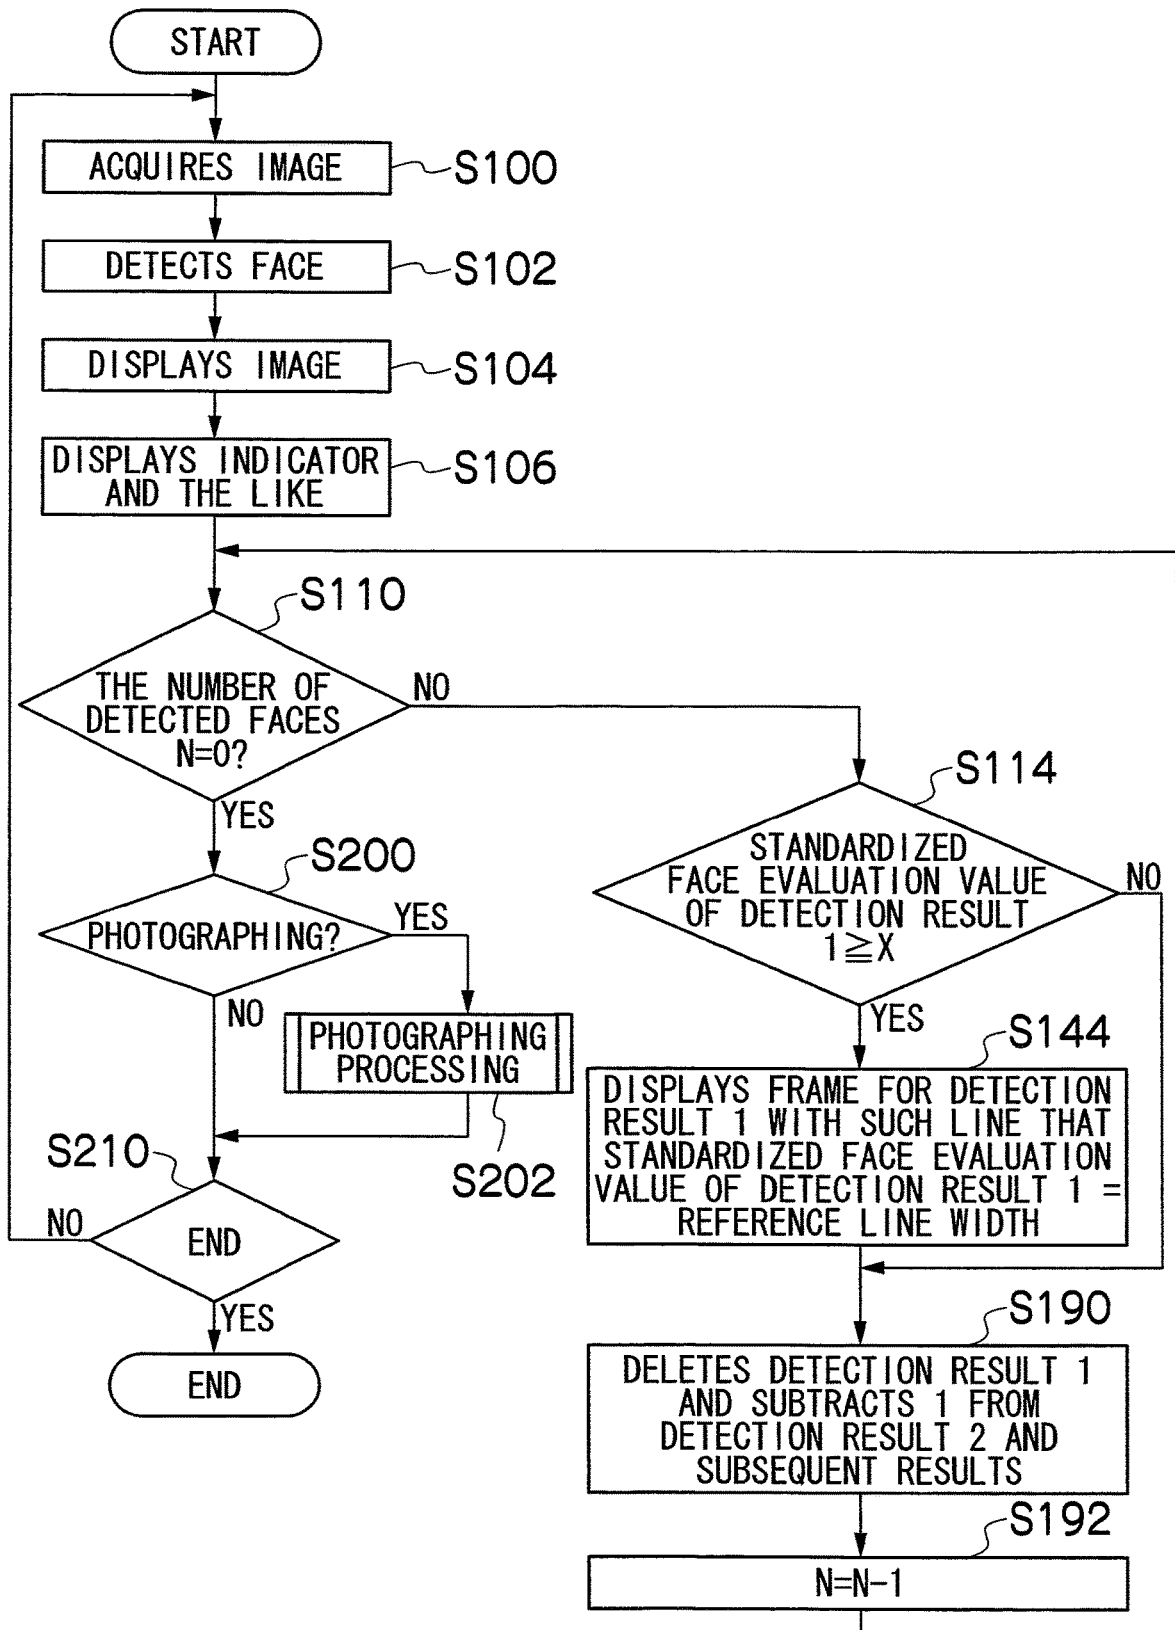 START
ACQUIRES IMAGE
S100
DETECTS FACE
S102
DISPLAYS IMAGE
S104
DISPLAYS INDICATOR
AND THE LIKE
S106
S110
THE NUMBER OF
DETECTED FACES
N=0?
NO
YES
S114
STANDARDIZED
FACE EVALUATION VALUE
OF DETECTION RESULT
1≧X
NO
YES
S200
PHOTOGRAPHING?
YES
NO
PHOTOGRAPHING
PROCESSING
S202
S144
DISPLAYS FRAME FOR DETECTION
RESULT 1 WITH SUCH LINE THAT
STANDARDIZED FACE EVALUATION
VALUE OF DETECTION RESULT 1 =
REFERENCE LINE WIDTH
S210
END
NO
YES
END
S190
DELETES DETECTION RESULT 1
AND SUBTRACTS 1 FROM
DETECTION RESULT 2 AND
SUBSEQUENT RESULTS
S192
N=N-1